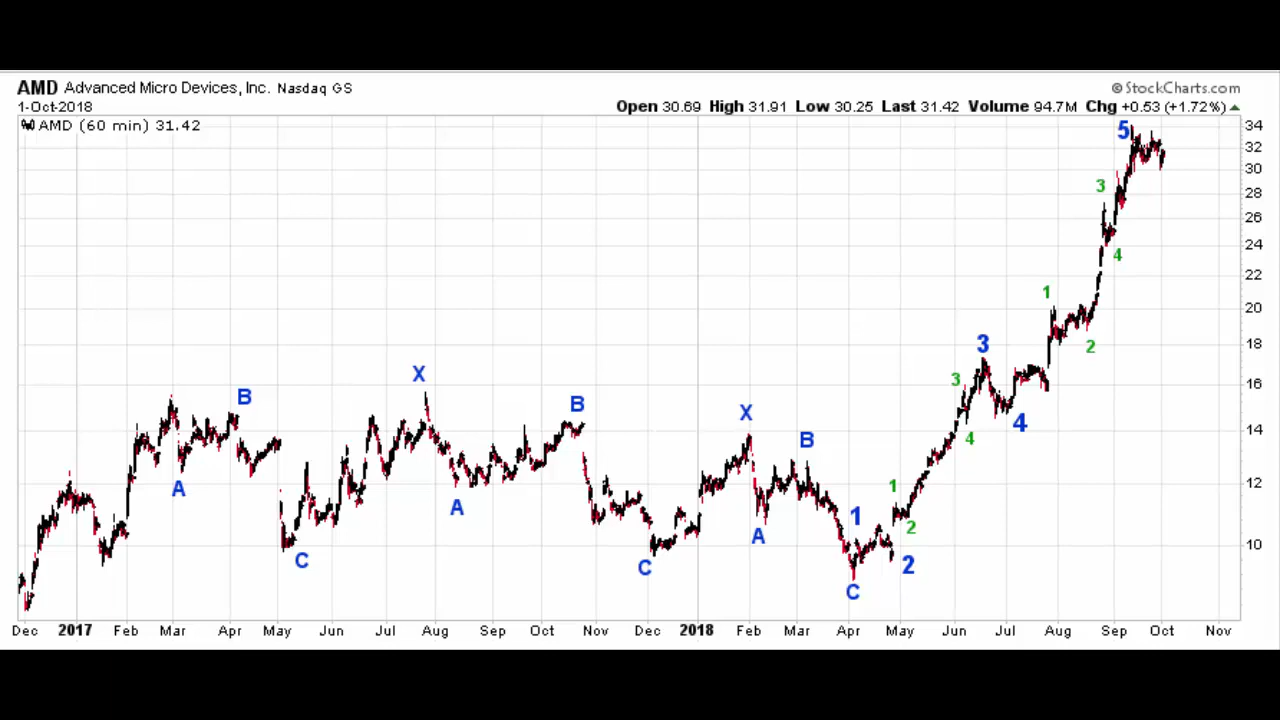 AMD Advanced Micro Devices, Inc. Nasdaq GS
© StockCharts.com
1-Oct-2018
Open 30.69 High 31.91 Low 30.25 Last 31.42 Volume 94.7M Chg +0.53 (+1.72%)
AMD (60 min) 31.42
5
34
32
30
3
28
26
4
24
22
1
20
2
3
18
X
3
16
B
B
X
4
14
B
4
A
1
12
A
1
2
A
10
C
C
2
C
Dec 2017 Feb Mar Apr May Jun Jul Aug Sep Oct Nov Dec 2018 Feb Mar Apr May Jun Jul Aug Sep Oct Nov